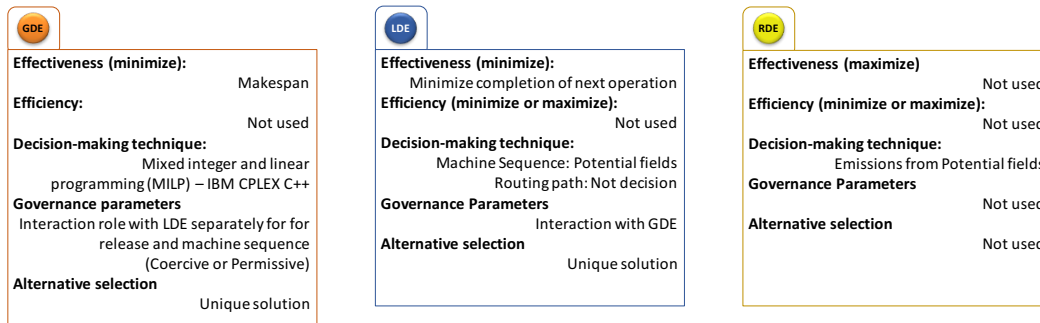 GDE
Effectiveness (minimize):
Makespan
Efficiency:
Not used
Decision-making technique:
Mixed integer and linear
programming (MILP) – IBM CPLEX C++
Governance parameters
Interaction role with LDE separately for for
release and machine sequence
(Coercive or Permissive)
Alternative selection
Unique solution
LDE
Effectiveness (minimize):
Minimize completion of next operation
Efficiency (minimize or maximize):
Not used
Decision-making technique:
Machine Sequence: Potential fields
Routing path: Not decision
Governance Parameters
Interaction with GDE
Alternative selection
Unique solution
RDE
Effectiveness (maximize)
Not used
Efficiency (minimize or maximize):
Not used
Decision-making technique:
Emissions from Potential fields
Governance Parameters
Not used
Alternative selection
Not used